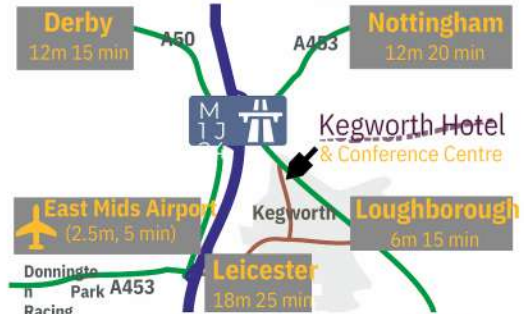 Derby
12m 15 min
A50
A453
Nottingham
12m 20 min
M
1 J
Kegworth Hotel
& Conference Centre
East Mids Airport
(2.5m, 5 min)
Kegworth
Loughborough
6m 15 min
Donningto
n Park A453
Racing
Leicester
18m 25 min